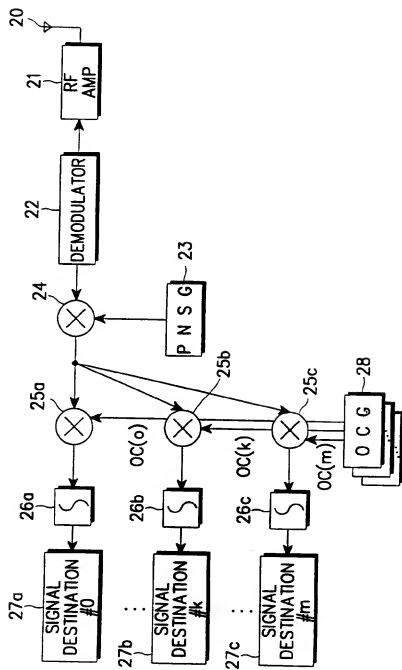 20
21
RF
AMP
22
DEMODULATOR
24
23
P N S G
25a
25b
25c
28
O C G
OC(o)
OC(k)
OC(m)
26a
∫
26b
∫
26c
∫
27a
SIGNAL
DESTINATION
#0
27b
SIGNAL
DESTINATION
#k
27c
SIGNAL
DESTINATION
#m